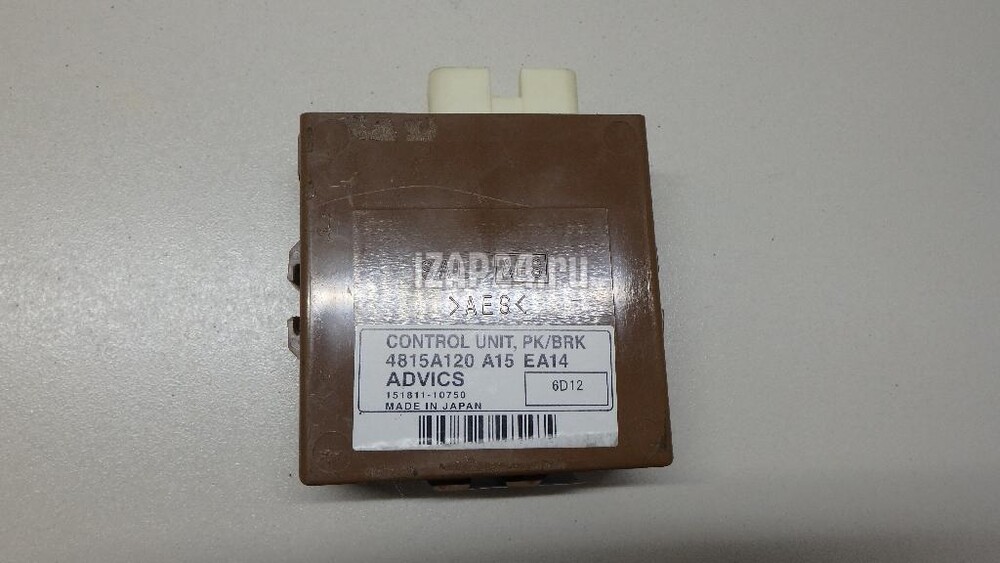 IZAP24.ru
>AES<
CONTROL UNIT, PK/BRK
4815A120 A15 EA14
ADVICS
6D12
151811-10750
MADE IN JAPAN